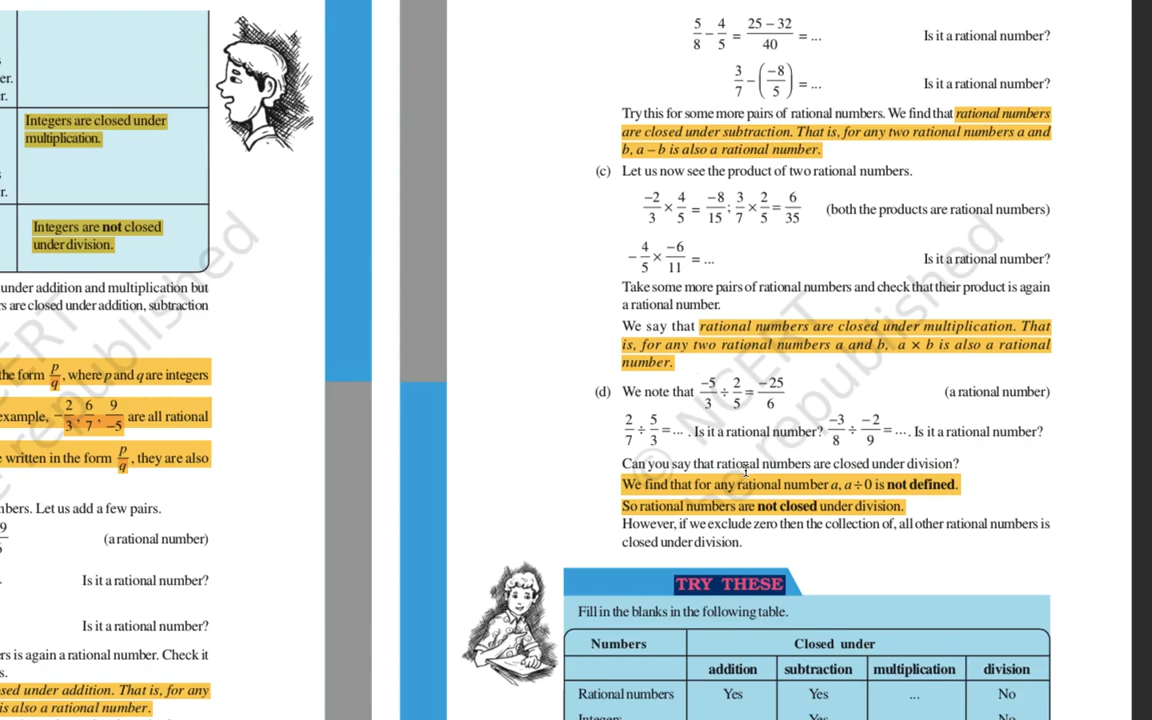 er.
r.
r.
Integers are closed under
multiplication.
Integers are not closed
under division.
under addition and multiplication but
rs are closed under addition, subtraction
the form p/q, where p and q are integers
example, −2/3, 6/7, 9/−5 are all rational
written in the form p/q, they are also
nbers. Let us add a few pairs.
(a rational number)
Is it a rational number?
Is it a rational number?
rs is again a rational number. Check it
s.
sed under addition. That is, for any
is also a rational number.
5/8 − 4/5 = (25 − 32)/40 = ... Is it a rational number?
3/7 − (−8/5) = ... Is it a rational number?
Try this for some more pairs of rational numbers. We find that rational numbers
are closed under subtraction. That is, for any two rational numbers a and
b, a – b is also a rational number.
(c) Let us now see the product of two rational numbers.
−2/3 × 4/5 = −8/15; 3/7 × 2/5 = 6/35 (both the products are rational numbers)
−4/5 × −6/11 = ... Is it a rational number?
Take some more pairs of rational numbers and check that their product is again
a rational number.
We say that rational numbers are closed under multiplication. That
is, for any two rational numbers a and b, a × b is also a rational
number.
(d) We note that −5/3 ÷ 2/5 = −25/6 (a rational number)
2/7 ÷ 5/3 = ... . Is it a rational number? −3/8 ÷ −2/9 = ... . Is it a rational number?
Can you say that rational numbers are closed under division?
We find that for any rational number a, a ÷ 0 is not defined.
So rational numbers are not closed under division.
However, if we exclude zero then the collection of, all other rational numbers is
closed under division.
TRY THESE
Fill in the blanks in the following table.
Numbers Closed under
addition subtraction multiplication division
Rational numbers Yes Yes ... No
Integers Yes No
© NCERT
republished